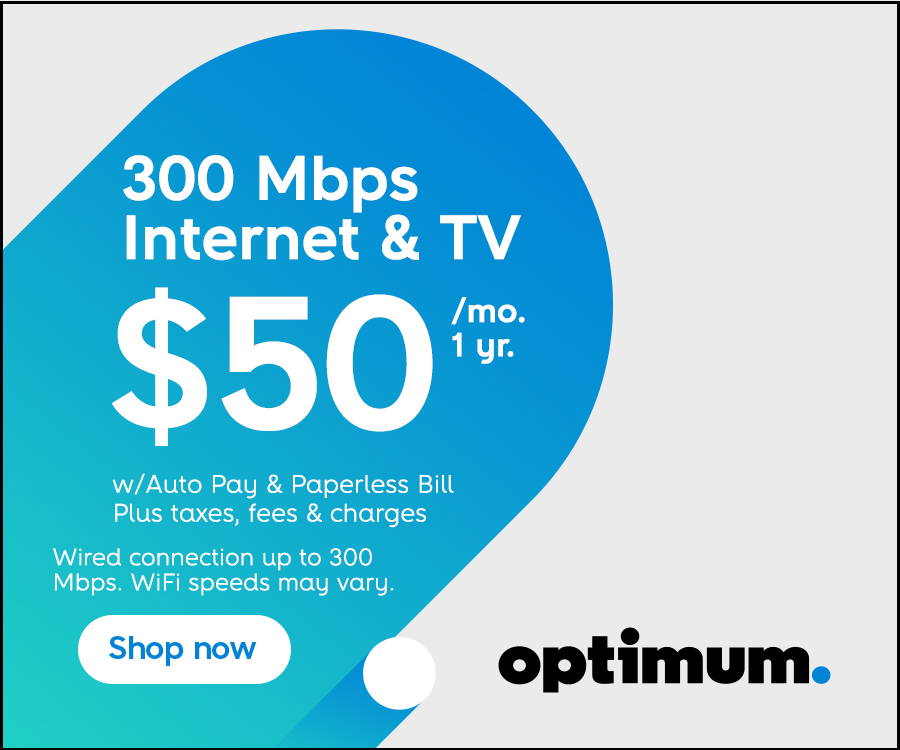 300 Mbps
Internet & TV
$50
/mo.
1 yr.
w/Auto Pay & Paperless Bill
Plus taxes, fees & charges
Wired connection up to 300
Mbps. WiFi speeds may vary.
Shop now
optimum.